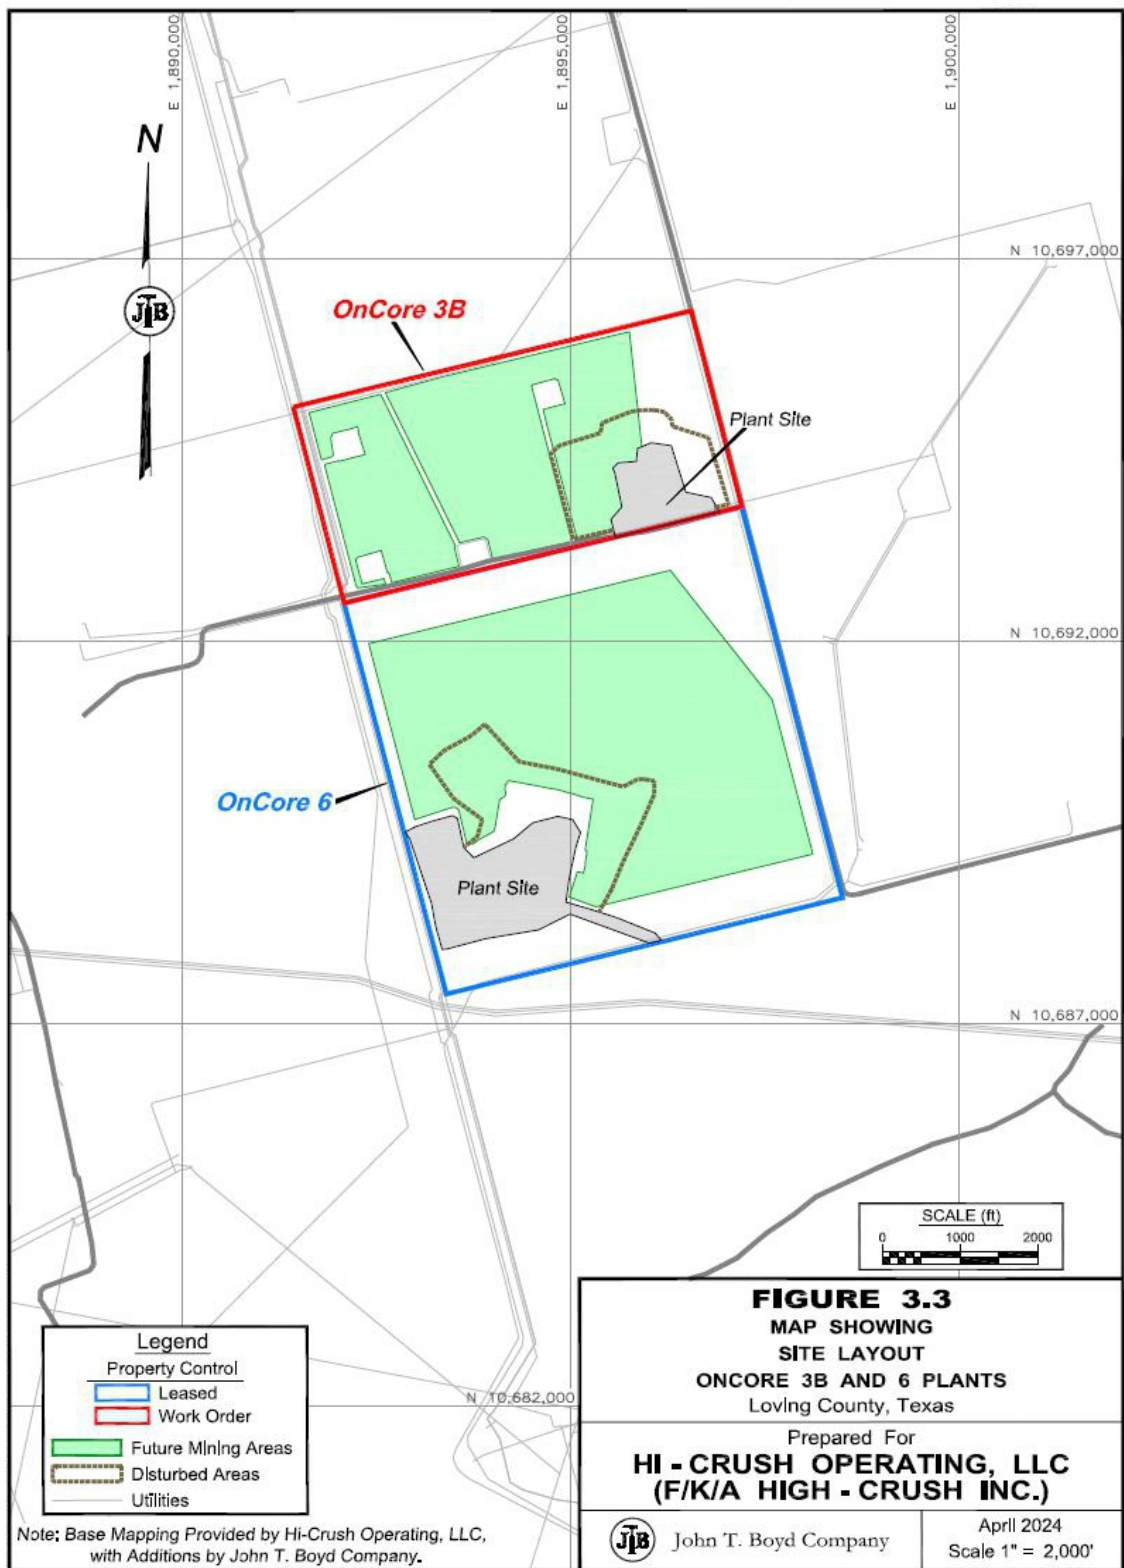 E 1,890,000
E 1,895,000
E 1,900,000
N
JTB
N 10,697,000
OnCore 3B
Plant Site
N 10,692,000
OnCore 6
Plant Site
N 10,687,000
SCALE (ft)
0 1000 2000
N 10,682,000
Legend
Property Control
Leased
Work Order
Future Mining Areas
Disturbed Areas
Utilities
Note: Base Mapping Provided by Hi-Crush Operating, LLC,
with Additions by John T. Boyd Company.
FIGURE 3.3
MAP SHOWING
SITE LAYOUT
ONCORE 3B AND 6 PLANTS
Loving County, Texas
Prepared For
HI - CRUSH OPERATING, LLC
(F/K/A HIGH - CRUSH INC.)
JTB John T. Boyd Company
April 2024
Scale 1" = 2,000'